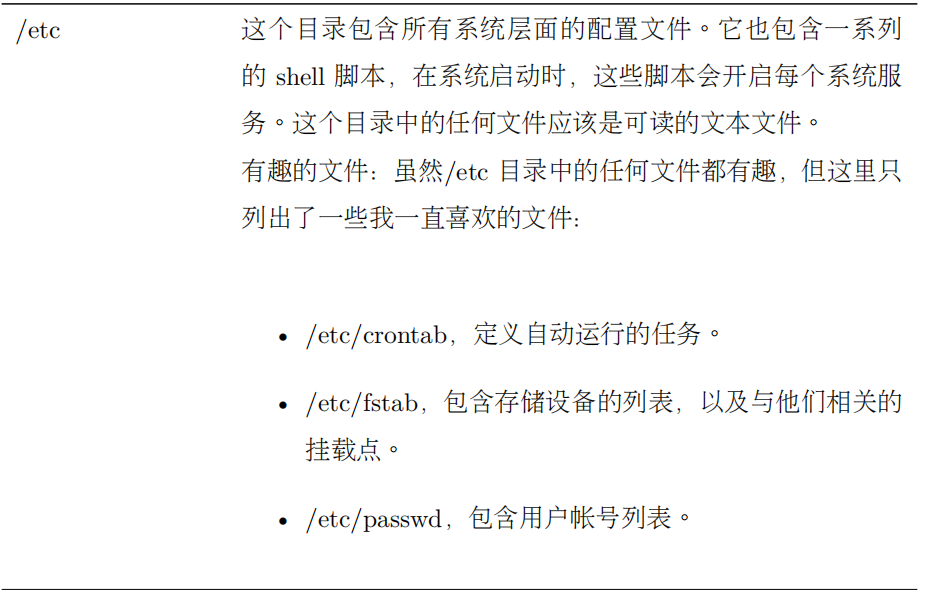 /etc
这个目录包含所有系统层面的配置文件。它也包含一系列
的 shell 脚本，在系统启动时，这些脚本会开启每个系统服
务。这个目录中的任何文件应该是可读的文本文件。
有趣的文件：虽然/etc 目录中的任何文件都有趣，但这里只
列出了一些我一直喜欢的文件：
• /etc/crontab，定义自动运行的任务。
• /etc/fstab，包含存储设备的列表，以及与他们相关的
挂载点。
• /etc/passwd，包含用户帐号列表。